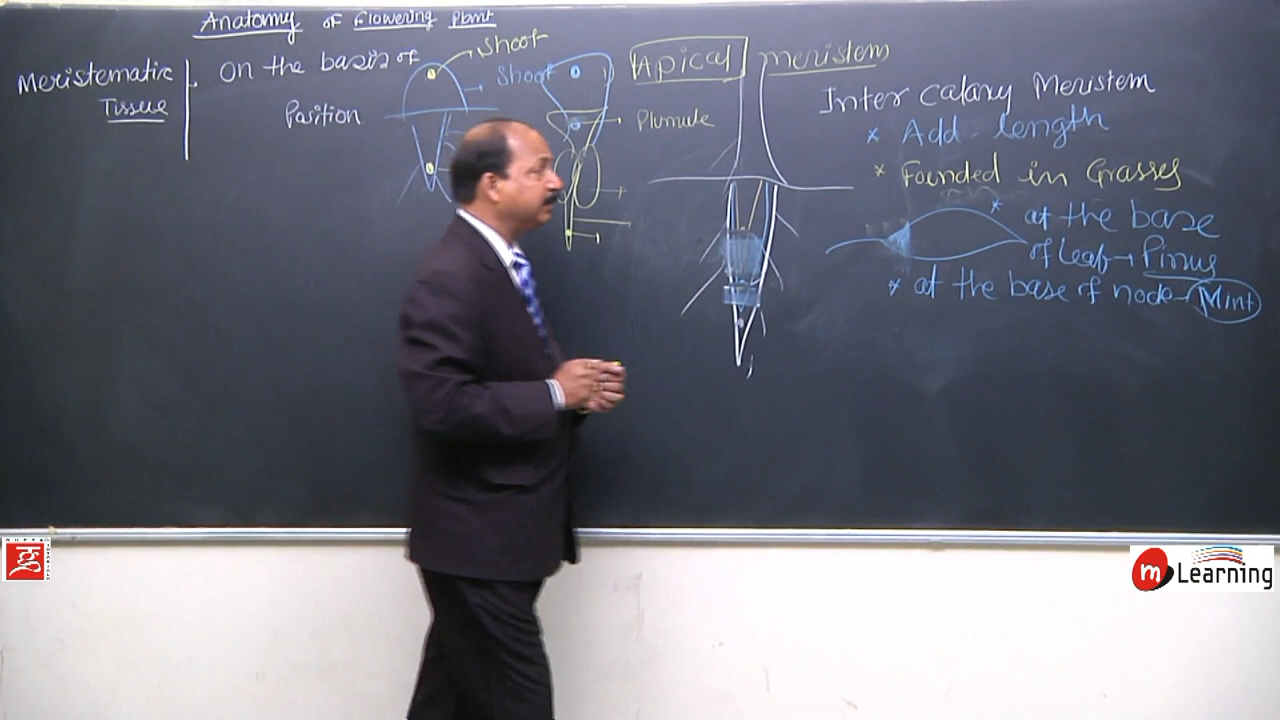 Anatomy of Flowering Plant
Meristematic
Tissue
On the basis of
Position
Shoot
Shoot
Plumule
Apical meristem
Inter calary Meristem
* Add length
* Founded in Grasses
* at the base
of leaf → Pinus
* at the base of node - Mint
m Learning